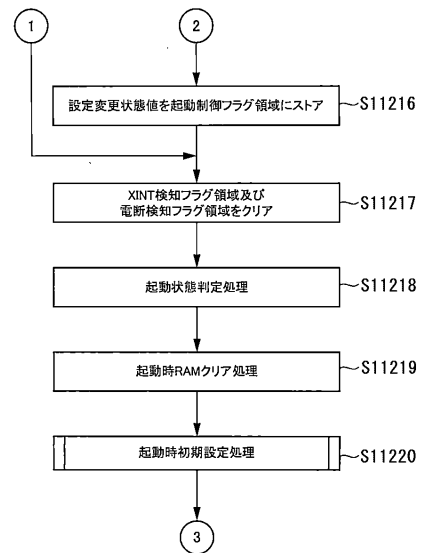 1
2
設定変更状態値を起動制御フラグ領域にストア
S11216
XINT検知フラグ領域及び
電断検知フラグ領域をクリア
S11217
起動状態判定処理
S11218
起動時RAMクリア処理
S11219
起動時初期設定処理
S11220
3